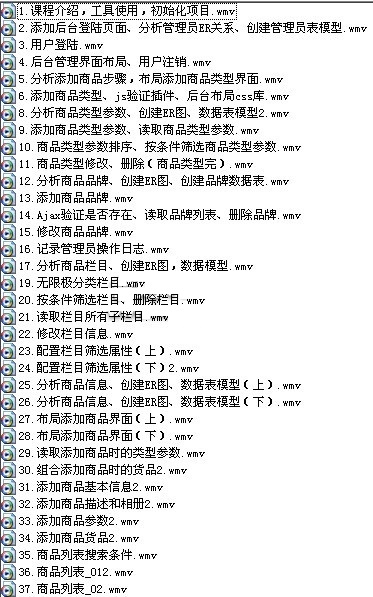 1.课程介绍,工具使用,初始化项目.wmv
2.添加后台登陆页面、分析管理员ER关系、创建管理员表模型.wmv
3.用户登陆.wmv
4.后台管理界面布局、用户注销.wmv
5.分析添加商品步骤,布局添加商品类型界面.wmv
6.添加商品类型、js验证插件、后台布局css库.wmv
8.分析商品类型参数、创建ER图、数据表模型2.wmv
9.添加商品类型参数、读取商品类型参数.wmv
10.商品类型参数排序、按条件筛选商品类型参数.wmv
11.商品类型修改、删除(商品类型完).wmv
12.分析商品品牌、创建ER图、创建品牌数据表.wmv
13.添加商品品牌.wmv
14.Ajax验证是否存在、读取品牌列表、删除品牌.wmv
15.修改商品品牌.wmv
16.记录管理员操作日志.wmv
17.分析商品栏目、创建ER图,数据模型.wmv
19.无限极分类栏目.wmv
20.按条件筛选栏目、删除栏目.wmv
21.读取栏目所有子栏目.wmv
22.修改栏目信息.wmv
23.配置栏目筛选属性(上).wmv
24.配置栏目筛选属性(下)2.wmv
25.分析商品信息、创建ER图、数据表模型(上).wmv
26.分析商品信息、创建ER图、数据表模型(下).wmv
27.布局添加商品界面(上).wmv
28.布局添加商品界面(下).wmv
29.读取添加商品时的类型参数.wmv
30.组合添加商品时的货品2.wmv
31.添加商品基本信息2.wmv
32.添加商品描述和相册2.wmv
33.添加商品参数2.wmv
34.添加商品货品2.wmv
35.商品列表搜索条件.wmv
36.商品列表_012.wmv
37.商品列表_02.wmv